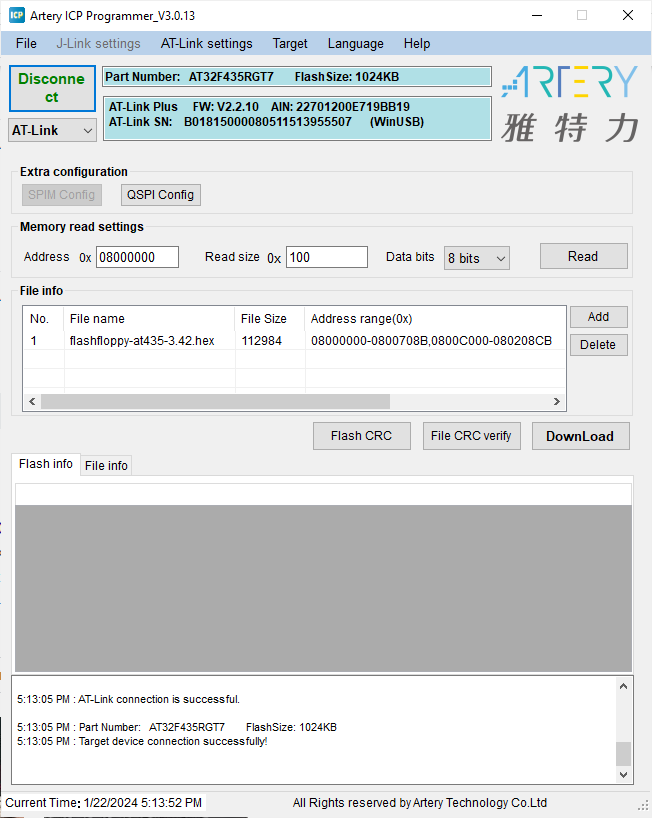 ICP Artery ICP Programmer_V3.0.13
File J-Link settings AT-Link settings Target Language Help
Disconne
ct
Part Number: AT32F435RGT7 FlashSize: 1024KB
AT-Link Plus FW: V2.2.10 AIN: 22701200E719BB19
AT-Link SN: B01815000080511513955507 (WinUSB)
AT-Link
ARTERY
雅特力
Extra configuration
SPIM Config QSPI Config
Memory read settings
Address 0x 08000000 Read size 0x 100 Data bits 8 bits Read
File info
No. File name File Size Address range(0x)
1 flashfloppy-at435-3.42.hex 112984 08000000-0800708B,0800C000-080208CB
Add
Delete
Flash CRC File CRC verify DownLoad
Flash info File info
5:13:05 PM : AT-Link connection is successful.
5:13:05 PM : Part Number: AT32F435RGT7 FlashSize: 1024KB
5:13:05 PM : Target device connection successfully!
Current Time: 1/22/2024 5:13:52 PM All Rights reserved by Artery Technology Co.Ltd